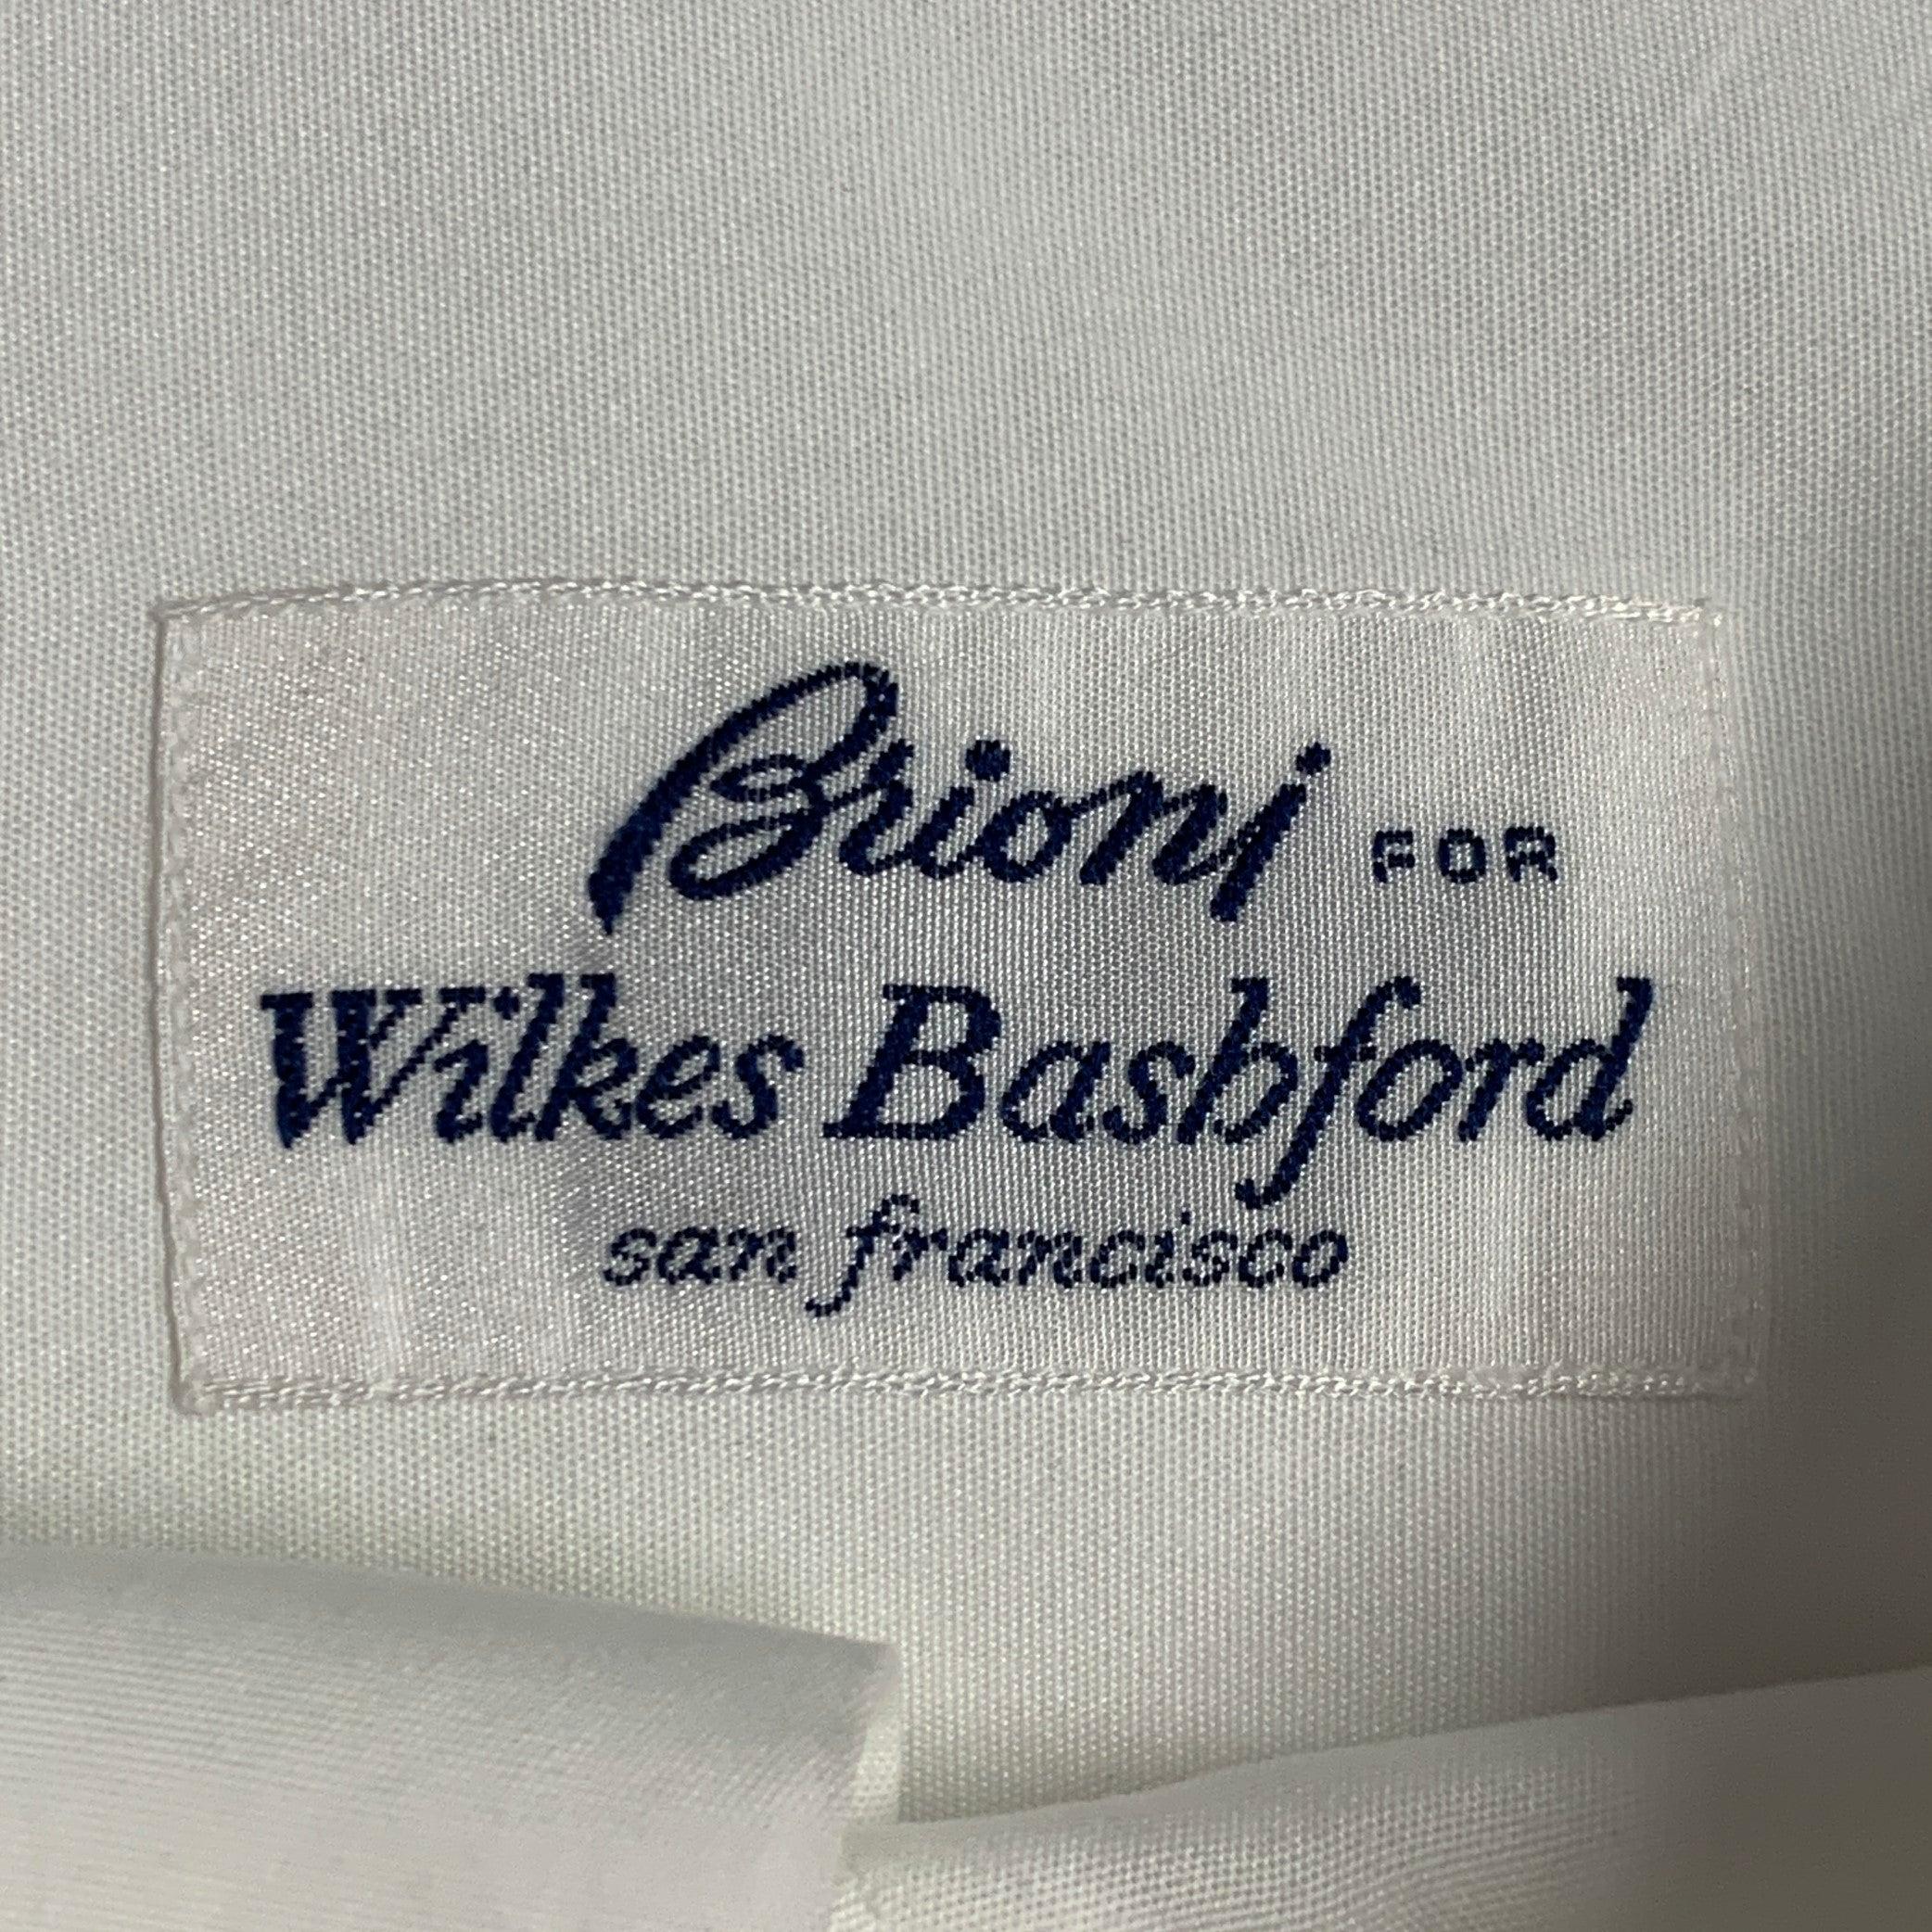 Brioni FOR
Wilkes Bashford
san francisco